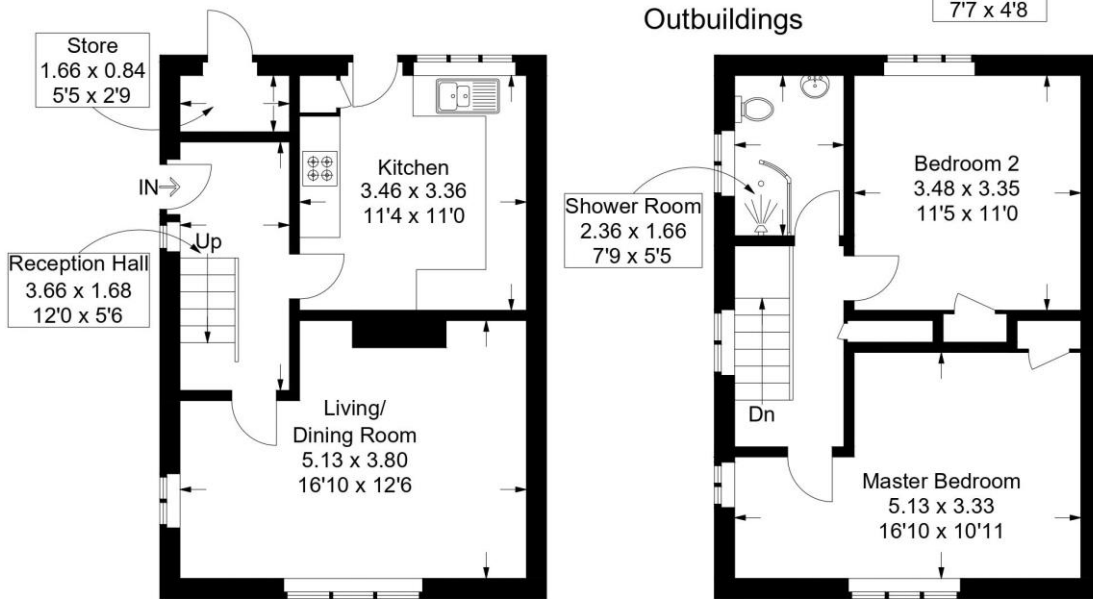 Outbuildings
7'7 x 4'8
Store
1.66 x 0.84
5'5 x 2'9
Kitchen
3.46 x 3.36
11'4 x 11'0
IN
Up
Reception Hall
3.66 x 1.68
12'0 x 5'6
Living/
Dining Room
5.13 x 3.80
16'10 x 12'6
Bedroom 2
3.48 x 3.35
11'5 x 11'0
Shower Room
2.36 x 1.66
7'9 x 5'5
Dn
Master Bedroom
5.13 x 3.33
16'10 x 10'11